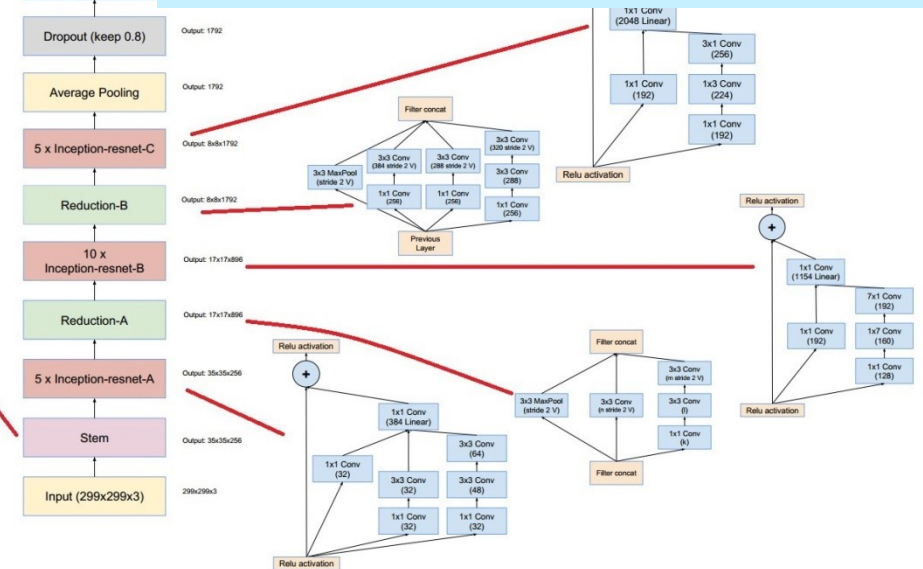 Dropout (keep 0.8)
Output: 1792
Average Pooling
Output: 1792
5 x Inception-resnet-C
Output: 8x8x1792
Reduction-B
Output: 8x8x1792
10 x
Inception-resnet-B
Output: 17x17x896
Reduction-A
Output: 17x17x896
5 x Inception-resnet-A
Output: 35x35x256
Stem
Output: 35x35x256
Input (299x299x3)
299x299x3
1x1 Conv
(2048 Linear)
3x1 Conv
(256)
1x1 Conv
(192)
1x3 Conv
(224)
1x1 Conv
(192)
Relu activation
Filter concat
3x3 Conv
(320 stride 2 V)
3x3 Conv
(384 stride 2 V)
3x3 Conv
(288 stride 2 V)
3x3 MaxPool
(stride 2 V)
3x3 Conv
(288)
1x1 Conv
(256)
1x1 Conv
(256)
1x1 Conv
(256)
Previous
Layer
Relu activation
+
1x1 Conv
(1154 Linear)
7x1 Conv
(192)
1x1 Conv
(192)
1x7 Conv
(160)
1x1 Conv
(128)
Relu activation
Filter concat
3x3 Conv
(m stride 2 V)
3x3 MaxPool
(stride 2 V)
3x3 Conv
(n stride 2 V)
3x3 Conv
(l)
1x1 Conv
(k)
Filter concat
Relu activation
+
1x1 Conv
(384 Linear)
3x3 Conv
(64)
1x1 Conv
(32)
3x3 Conv
(32)
3x3 Conv
(48)
1x1 Conv
(32)
1x1 Conv
(32)
Relu activation